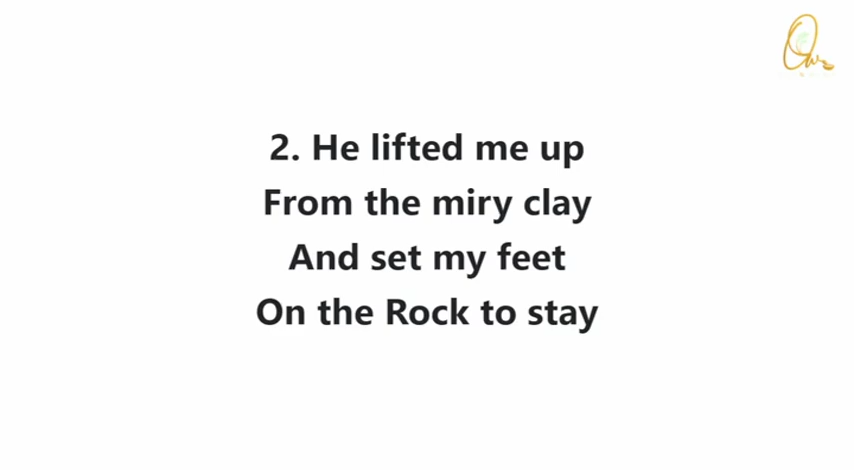 2. He lifted me up
From the miry clay
And set my feet
On the Rock to stay